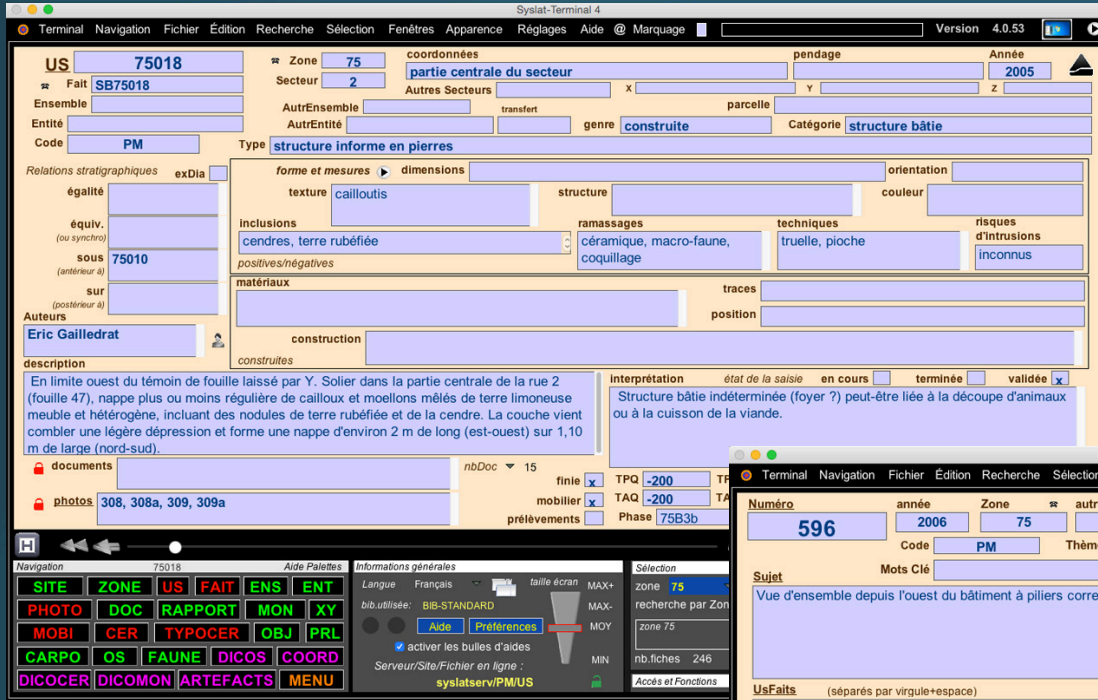 Syslat-Terminal 4
Terminal Navigation Fichier Édition Recherche Sélection Fenêtres Apparence Réglages Aide @ Marquage Version 4.0.53
US 75018 Zone 75 coordonnées pendage Année
partie centrale du secteur 2005
Fait SB75018 Secteur 2 Autres Secteurs X Y Z
Ensemble AutrEnsemble transfert parcelle
Entité AutrEntité genre construite Catégorie structure bâtie
Code PM Type structure informe en pierres
Relations stratigraphiques exDia forme et mesures dimensions orientation
égalité texture cailloutis structure couleur
équiv. inclusions ramassages techniques risques
(ou synchro) cendres, terre rubéfiée céramique, macro-faune, truelle, pioche d'intrusions
sous 75010 coquillage inconnus
(antérieur à) positives/négatives
sur matériaux traces
(postérieur à) position
Auteurs
Eric Gailledrat construction
description construites
En limite ouest du témoin de fouille laissé par Y. Solier dans la partie centrale de la rue 2
(fouille 47), nappe plus ou moins régulière de cailloux et moellons mêlés de terre limoneuse
meuble et hétérogène, incluant des nodules de terre rubéfiée et de la cendre. La couche vient
combler une légère dépression et forme une nappe d'environ 2 m de long (est-ouest) sur 1,10
m de large (nord-sud).
interprétation état de la saisie en cours terminée validée x
Structure bâtie indéterminée (foyer ?) peut-être liée à la découpe d'animaux
ou à la cuisson de la viande.
documents nbDoc 15
finie x TPQ -200
photos 308, 308a, 309, 309a mobilier x TAQ -200 TA
prélèvements Phase 75B3b
H
Navigation 75018 Aide Palettes
SITE ZONE US FAIT ENS ENT
PHOTO DOC RAPPORT MON XY
MOBI CER TYPOCER OBJ PRL
CARPO OS FAUNE DICOS COORD
DICOCER DICOMON ARTEFACTS MENU
Informations générales
Langue Français taille écran MAX+
bib.utilisée: BIB-STANDARD MAX-
Aide Préférences MOY
activer les bulles d'aides
Serveur/Site/Fichier en ligne : MIN
syslatserv/PM/US
Sélection
zone 75
recherche par Zon
zone 75
nb.fiches 246
Accés et Fonctions
Terminal Navigation Fichier Édition Recherche Sélection
Numéro année Zone autr
596 2006 75
Code PM Thèm
Mots Clé
Sujet
Vue d'ensemble depuis l'ouest du bâtiment à piliers corre
UsFaits (séparés par virgule+espace)